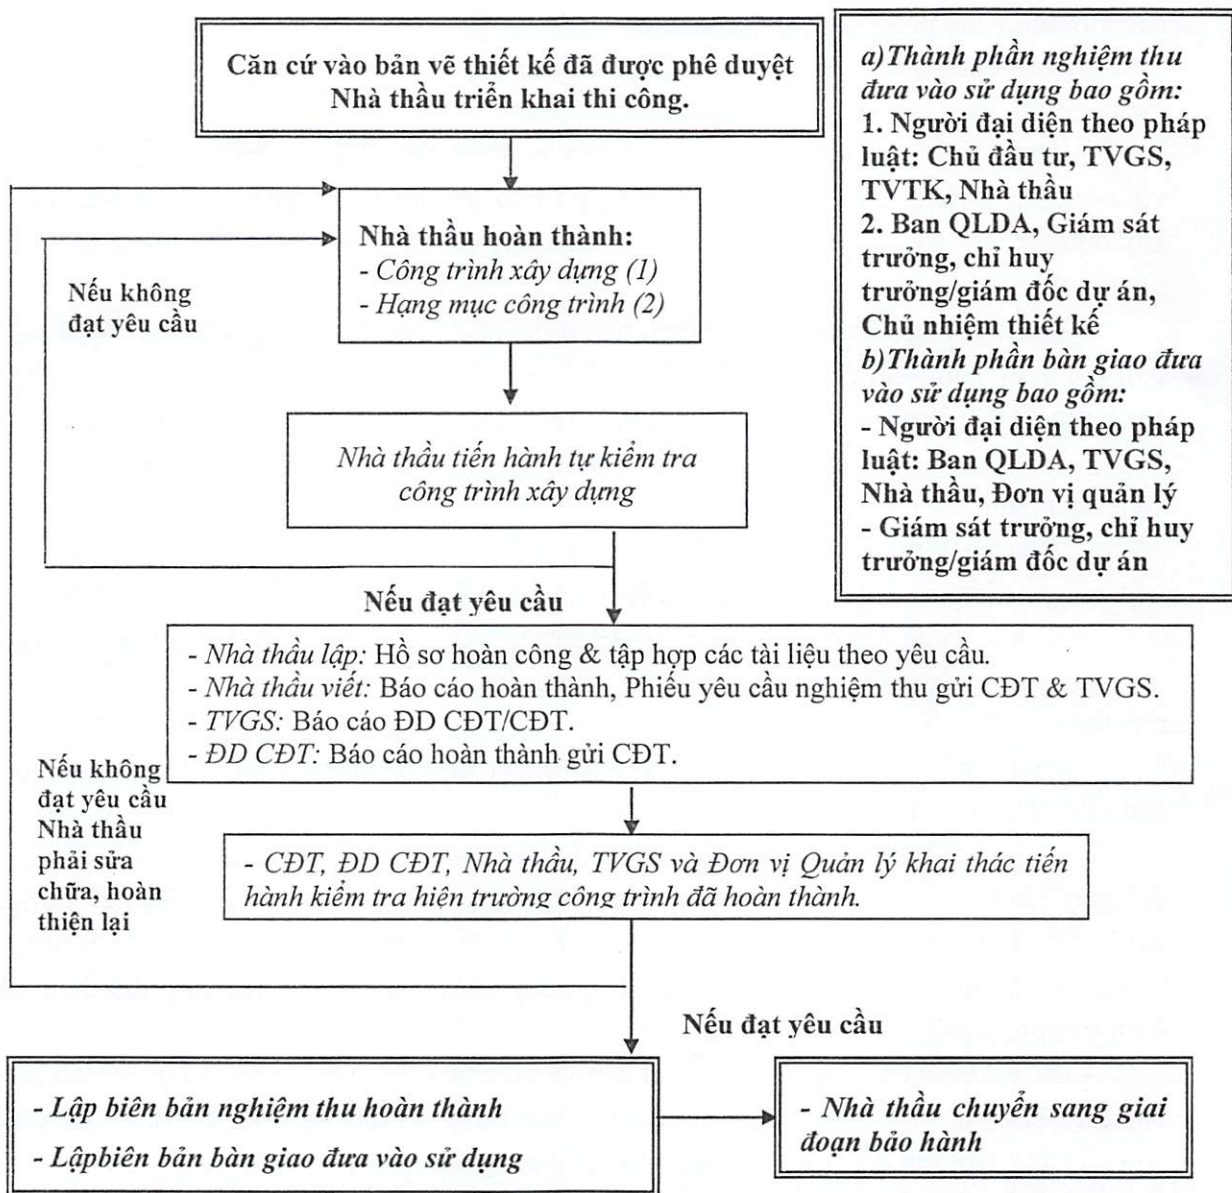 Căn cứ vào bản vẽ thiết kế đã được phê duyệt
Nhà thầu triển khai thi công.
a)Thành phần nghiệm thu
đưa vào sử dụng bao gồm:
1. Người đại diện theo pháp
luật: Chủ đầu tư, TVGS,
TVTK, Nhà thầu
2. Ban QLDA, Giám sát
trưởng, chỉ huy
trưởng/giám đốc dự án,
Chủ nhiệm thiết kế
b)Thành phần bàn giao đưa
vào sử dụng bao gồm:
- Người đại diện theo pháp
luật: Ban QLDA, TVGS,
Nhà thầu, Đơn vị quản lý
- Giám sát trưởng, chỉ huy
trưởng/giám đốc dự án
Nhà thầu hoàn thành:
- Công trình xây dựng (1)
- Hạng mục công trình (2)
Nếu không
đạt yêu cầu
Nhà thầu tiến hành tự kiểm tra
công trình xây dựng
Nếu đạt yêu cầu
- Nhà thầu lập: Hồ sơ hoàn công & tập hợp các tài liệu theo yêu cầu.
- Nhà thầu viết: Báo cáo hoàn thành, Phiếu yêu cầu nghiệm thu gửi CĐT & TVGS.
- TVGS: Báo cáo ĐD CĐT/CĐT.
- ĐD CĐT: Báo cáo hoàn thành gửi CĐT.
Nếu không
đạt yêu cầu
Nhà thầu
phải sửa
chữa, hoàn
thiện lại
- CĐT, ĐD CĐT, Nhà thầu, TVGS và Đơn vị Quản lý khai thác tiến
hành kiểm tra hiện trường công trình đã hoàn thành.
Nếu đạt yêu cầu
- Lập biên bản nghiệm thu hoàn thành
- Lậpbiên bản bàn giao đưa vào sử dụng
- Nhà thầu chuyển sang giai
đoạn bảo hành